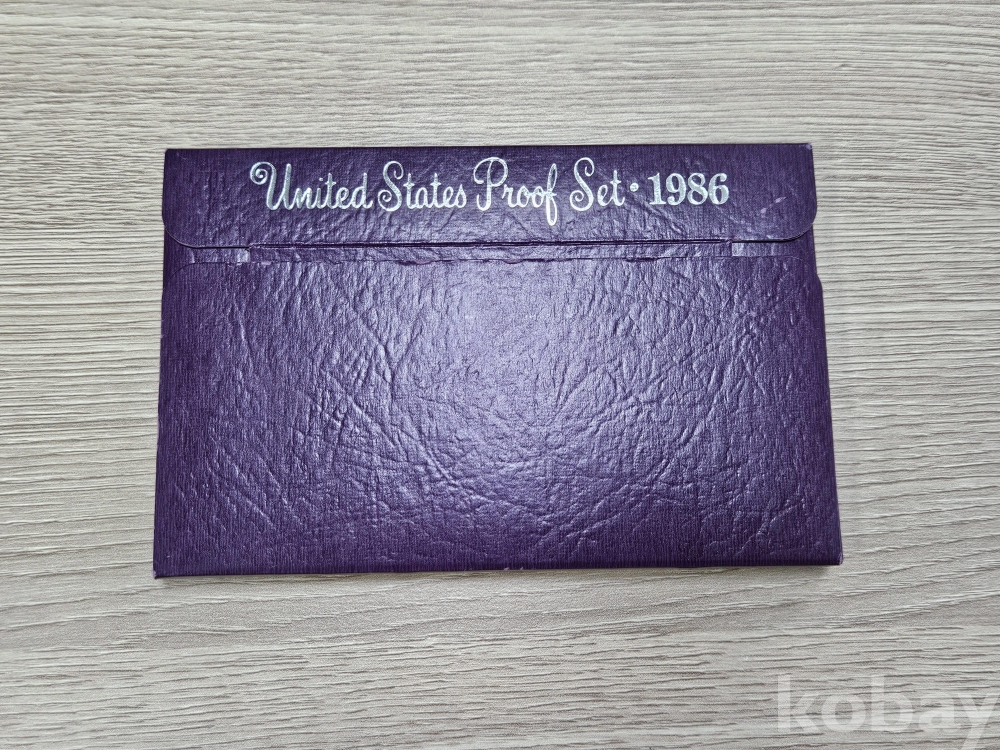 United States Proof Set • 1986
kobay